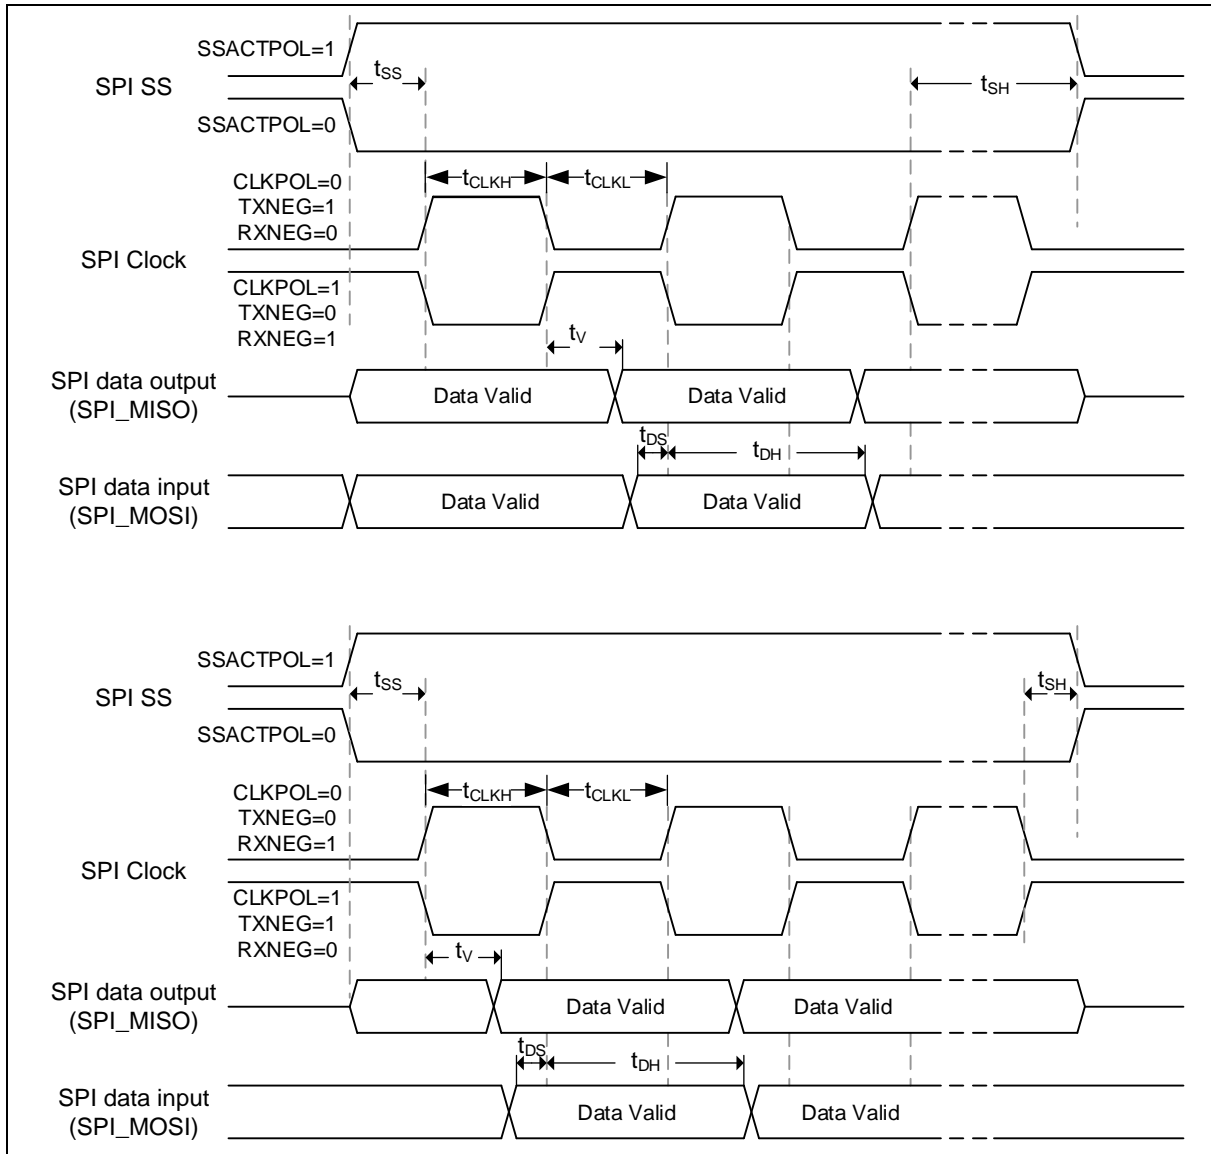 SSACTPOL=1
SPI SS
tSS
tSH
SSACTPOL=0
CLKPOL=0
TXNEG=1
RXNEG=0
tCLKH
tCLKL
SPI Clock
CLKPOL=1
TXNEG=0
RXNEG=1
tV
SPI data output
(SPI_MISO)
Data Valid
Data Valid
tDS
tDH
SPI data input
(SPI_MOSI)
Data Valid
Data Valid
SSACTPOL=1
SPI SS
tSS
tSH
SSACTPOL=0
CLKPOL=0
TXNEG=0
RXNEG=1
tCLKH
tCLKL
SPI Clock
CLKPOL=1
TXNEG=1
RXNEG=0
tV
SPI data output
(SPI_MISO)
Data Valid
Data Valid
tDS
tDH
SPI data input
(SPI_MOSI)
Data Valid
Data Valid